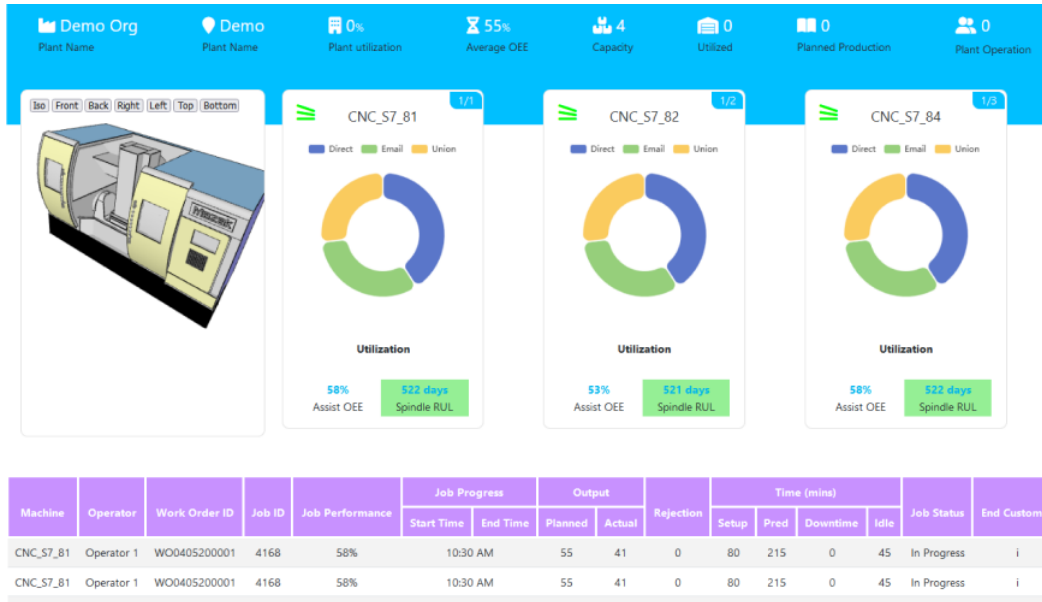 Demo Org
Plant Name
Demo
Plant Name
0%
Plant utilization
55%
Average OEE
4
Capacity
0
Utilized
0
Planned Production
0
Plant Operation
Iso Front Back Right Left Top Bottom
Mazak
1/1
CNC_S7_81
Direct Email Union
Utilization
58%
Assist OEE
522 days
Spindle RUL
1/2
CNC_S7_82
Direct Email Union
Utilization
53%
Assist OEE
521 days
Spindle RUL
1/3
CNC_S7_84
Direct Email Union
Utilization
58%
Assist OEE
522 days
Spindle RUL
Job Progress Output Time (mins)
Machine Operator Work Order ID Job ID Job Performance Rejection Job Status End Custom
Start Time End Time Planned Actual Setup Pred Downtime Idle
CNC_S7_81 Operator 1 WO0405200001 4168 58% 10:30 AM 55 41 0 80 215 0 45 In Progress i
CNC_S7_81 Operator 1 WO0405200001 4168 58% 10:30 AM 55 41 0 80 215 0 45 In Progress i